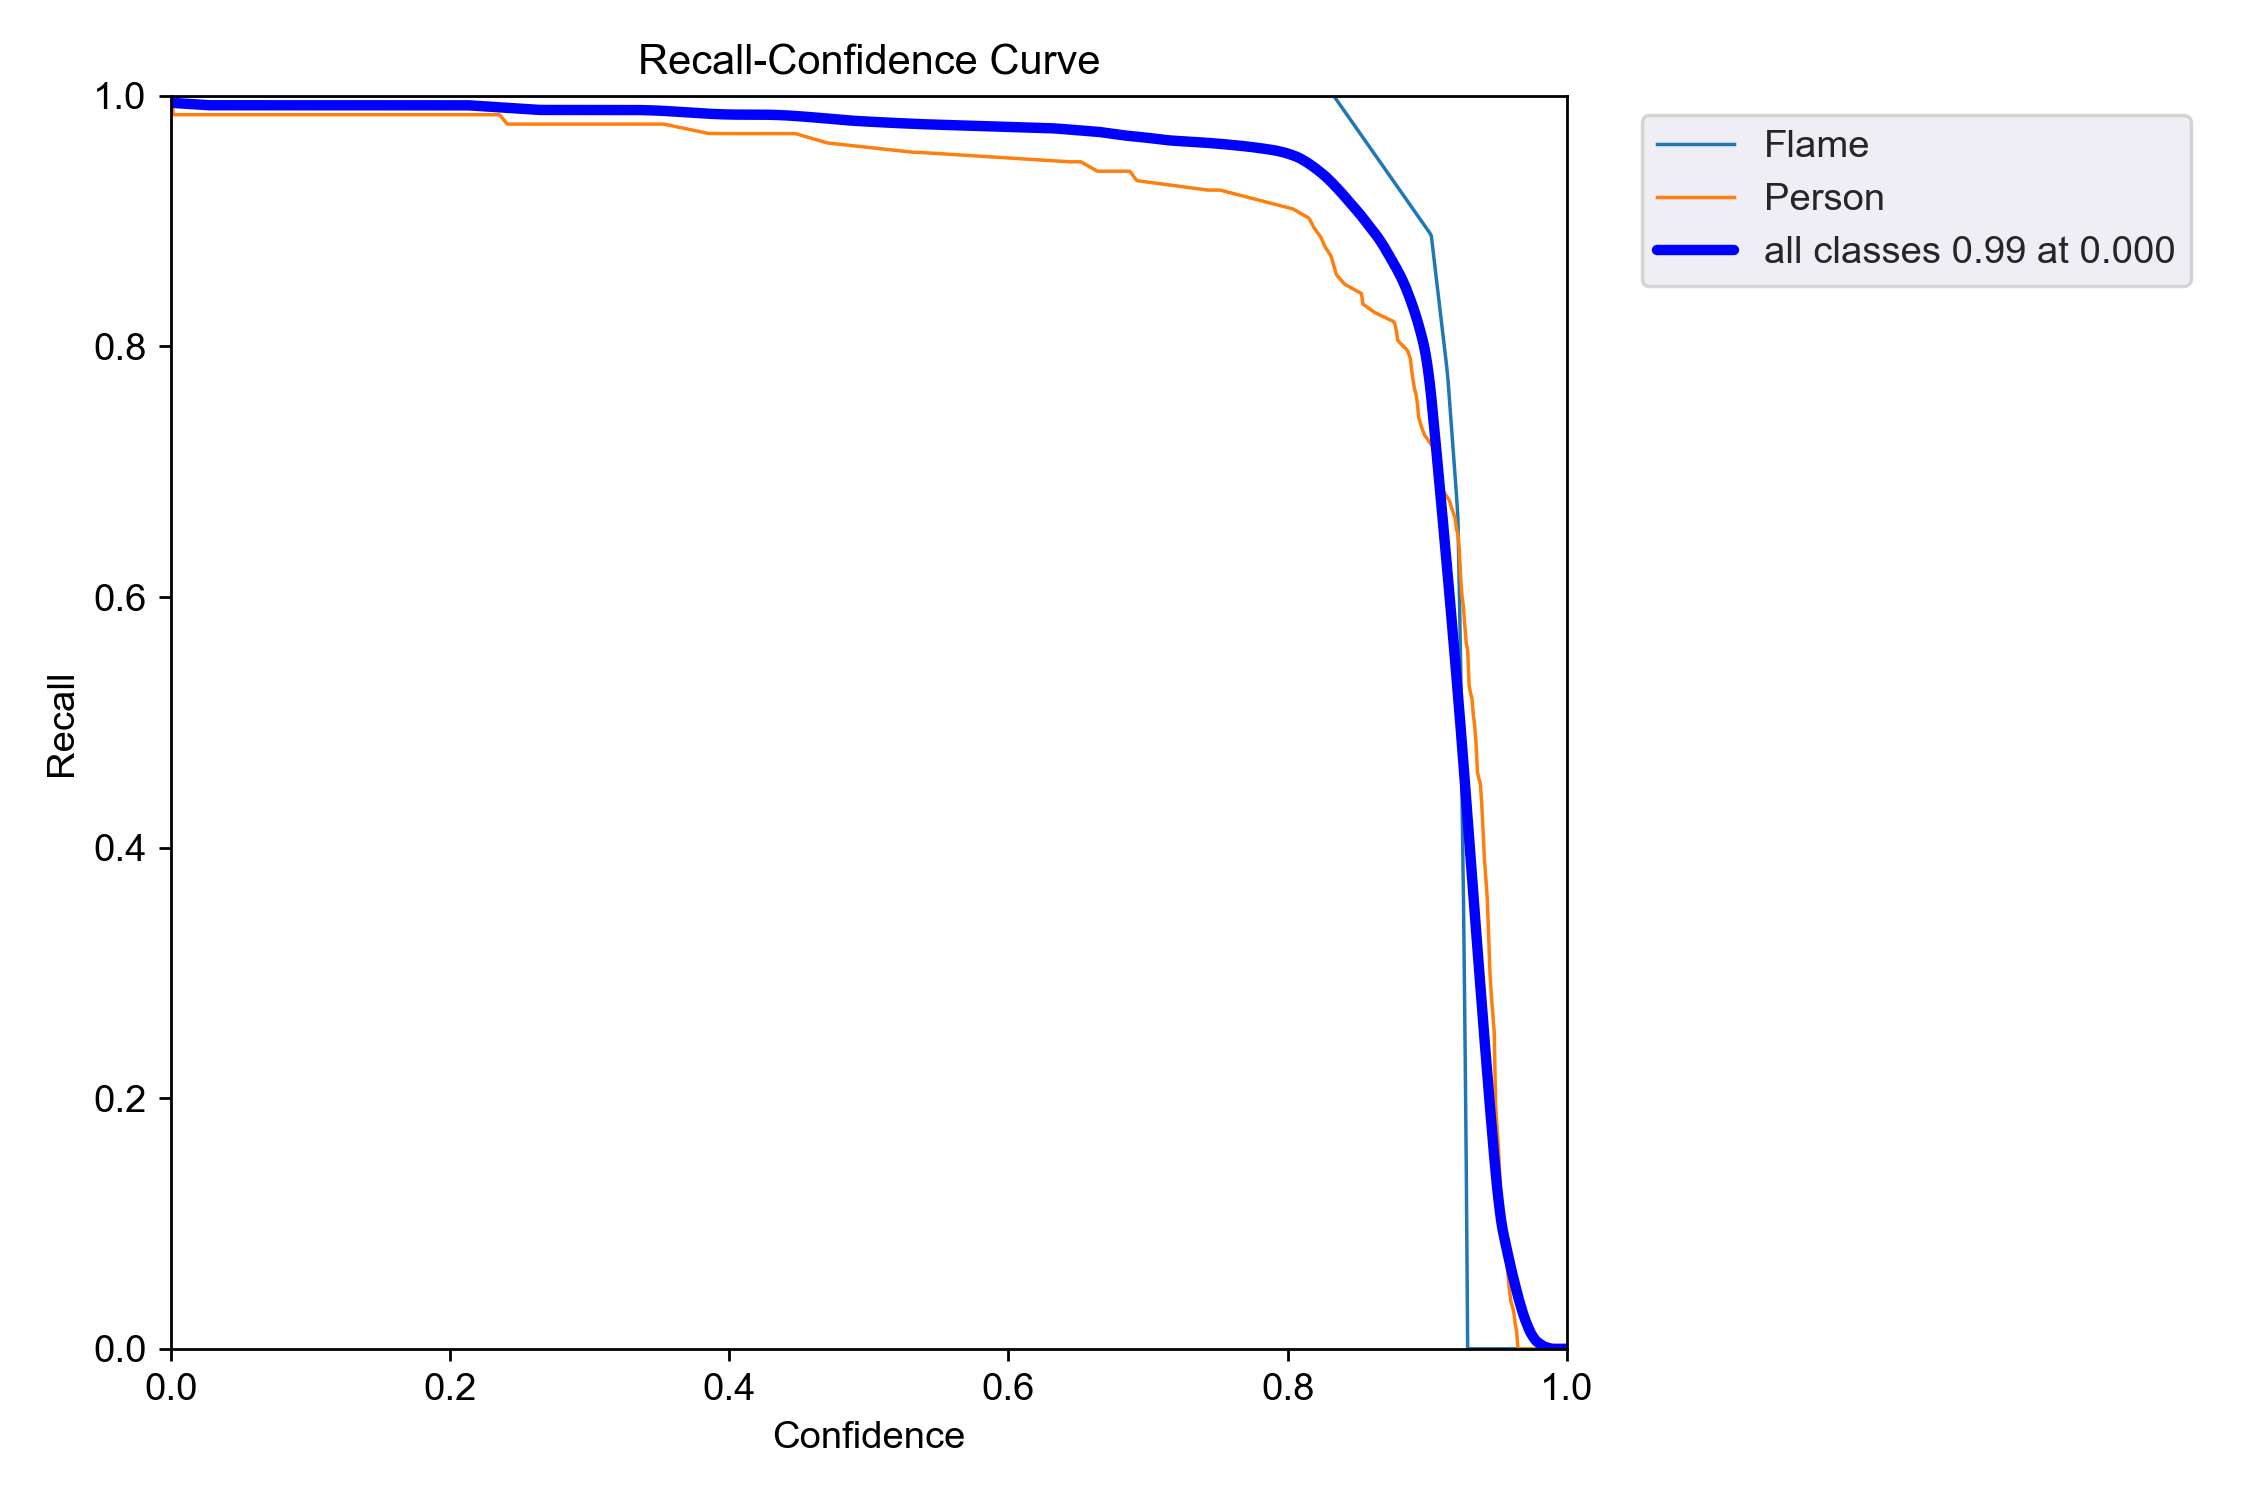 Recall-Confidence Curve
1.0
0.8
0.6
0.4
0.2
0.0
Recall
0.0 0.2 0.4 0.6 0.8 1.0
Confidence
Flame
Person
all classes 0.99 at 0.000